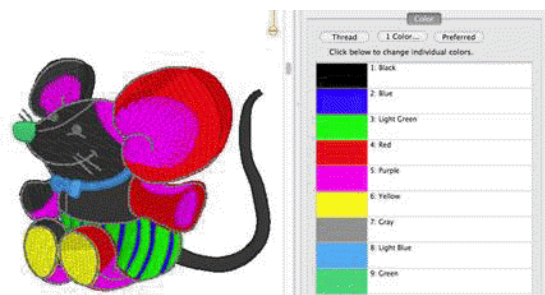 Color
Thread 1 Color... Preferred
Click below to change individual colors.
1: Black
2: Blue
3: Light Green
4: Red
5: Purple
6: Yellow
7: Gray
8: Light Blue
9: Green